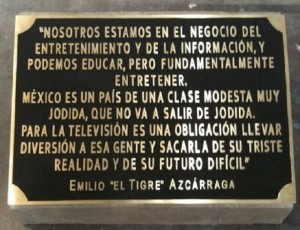 "NOSOTROS ESTAMOS EN EL NEGOCIO DEL
ENTRETENIMIENTO Y DE LA INFORMACIÓN, Y
PODEMOS EDUCAR, PERO FUNDAMENTALMENTE
ENTRETENER.
MÉXICO ES UN PAÍS DE UNA CLASE MODESTA MUY
JODIDA, QUE NO VA A SALIR DE JODIDA.
PARA LA TELEVISIÓN ES UNA OBLIGACIÓN LLEVAR
DIVERSIÓN A ESA GENTE Y SACARLA DE SU TRISTE
REALIDAD Y DE SU FUTURO DIFÍCIL"
EMILIO "EL TIGRE" AZCÁRRAGA